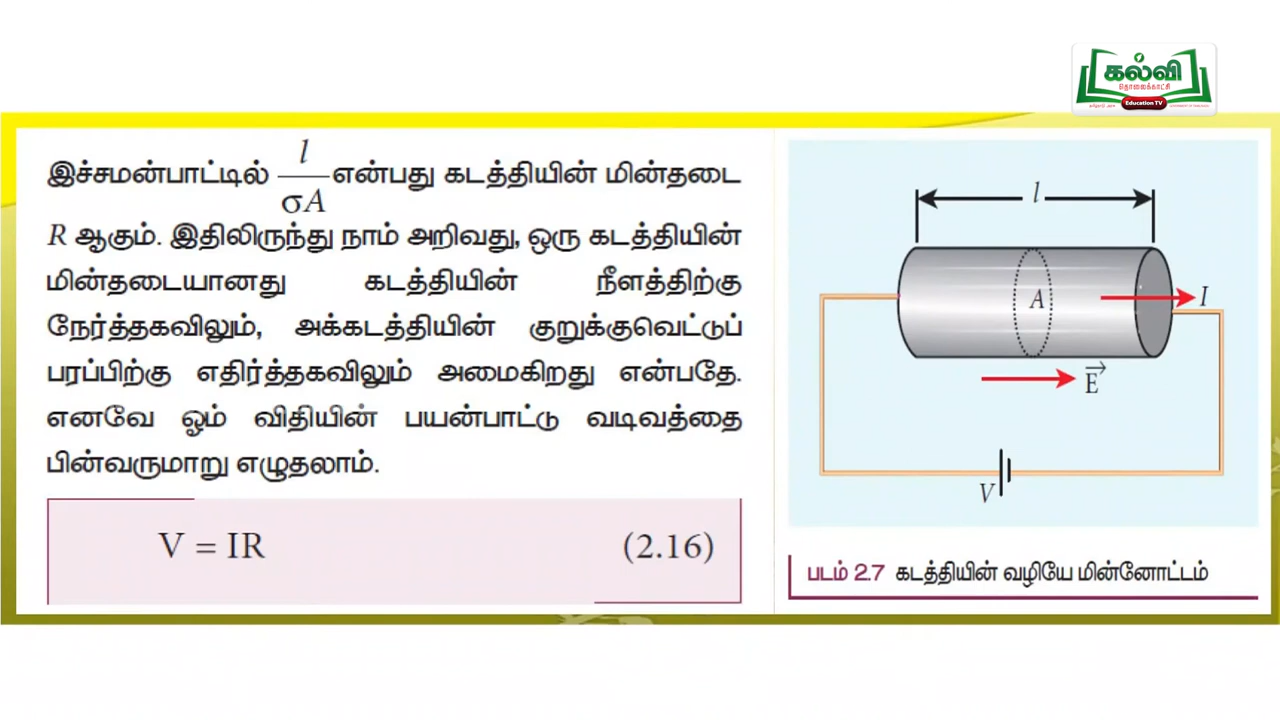 கல்வி
தொலைக்காட்சி
Education TV
இச்சமன்பாட்டில் l/σA என்பது கடத்தியின் மின்தடை
R ஆகும். இதிலிருந்து நாம் அறிவது, ஒரு கடத்தியின்
மின்தடையானது கடத்தியின் நீளத்திற்கு
நேர்த்தகவிலும், அக்கடத்தியின் குறுக்குவெட்டுப்
பரப்பிற்கு எதிர்த்தகவிலும் அமைகிறது என்பதே.
எனவே ஓம் விதியின் பயன்பாட்டு வடிவத்தை
பின்வருமாறு எழுதலாம்.
V = IR (2.16)
l
A
I
E⃗
V
படம் 2.7 கடத்தியின் வழியே மின்னோட்டம்